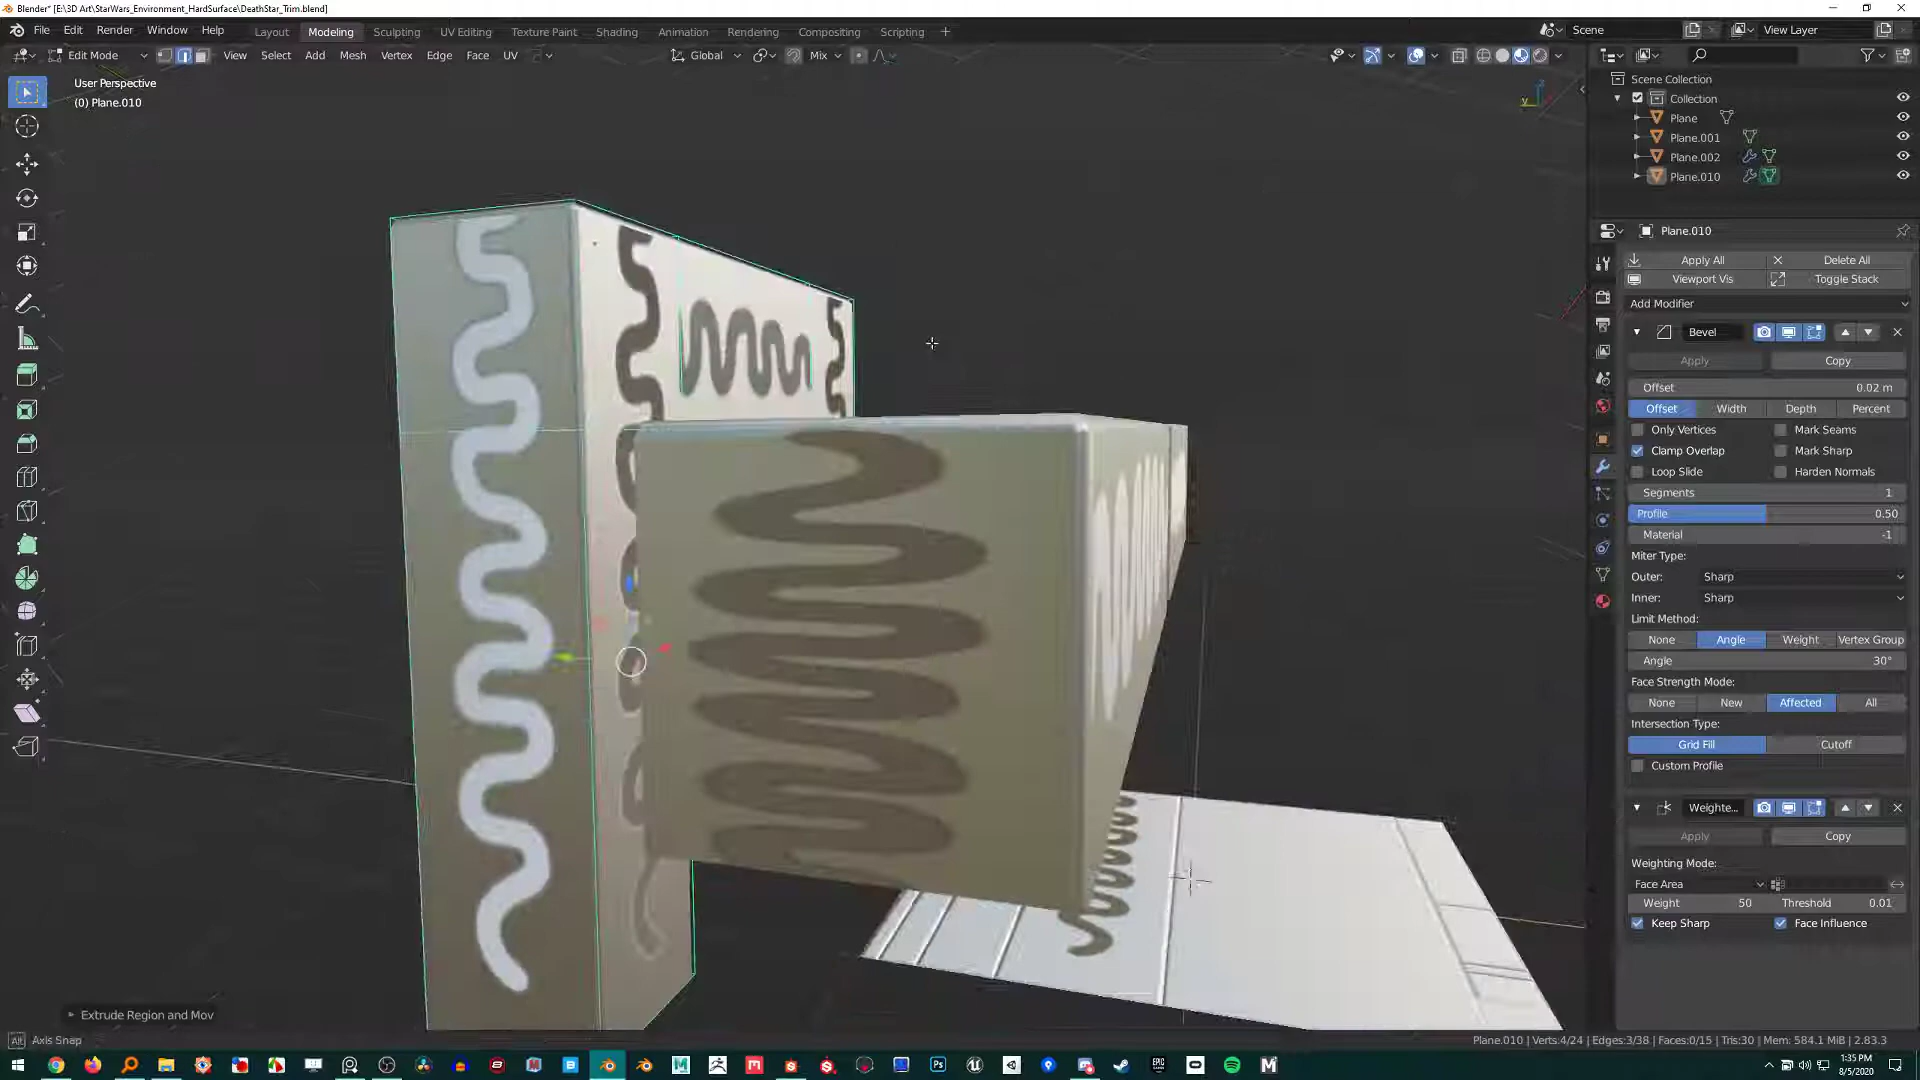 Blender* [E:\3D Art\StarWars_Environment_HardSurface\DeathStar_Trim.blend]
File Edit Render Window Help
Layout Modeling Sculpting UV Editing Texture Paint Shading Animation Rendering Compositing Scripting
Scene
View Layer
Edit Mode
View Select Add Mesh Vertex Edge Face UV
Global
Mix
User Perspective
(0) Plane.010
Scene Collection
Collection
Plane
Plane.001
Plane.002
Plane.010
Plane.010
Apply All
Delete All
Viewport Vis
Toggle Stack
Add Modifier
Bevel
Apply
Copy
Offset 0.02 m
Offset Width Depth Percent
Only Vertices
Mark Seams
Clamp Overlap
Mark Sharp
Loop Slide
Harden Normals
Segments 1
Profile 0.50
Material -1
Miter Type:
Outer: Sharp
Inner: Sharp
Limit Method:
None Angle Weight Vertex Group
Angle 30°
Face Strength Mode:
None New Affected All
Intersection Type:
Grid Fill Cutoff
Custom Profile
Weighte...
Apply
Copy
Weighting Mode:
Face Area
Weight 50
Threshold 0.01
Keep Sharp
Face Influence
Extrude Region and Mov
Alt Axis Snap
Plane.010 | Verts:4/24 | Edges:3/38 | Faces:0/15 | Tris:30 | Mem: 584.1 MiB | 2.83.3
1:35 PM
8/5/2020